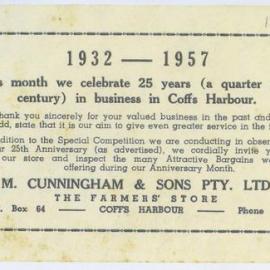 1932 — 1957
s month we celebrate 25 years (a quarter
century) in business in Coffs Harbour.
hank you sincerely for your valued business in the past and
dd, state that it is our aim to give even greater service in the
dition to the Special Competition we are conducting in obser
ur 25th Anniversary (as advertised), we cordially invite y
our store and inspect the many Attractive Bargains w
offering during our Anniversary Month.
M. CUNNINGHAM & SONS PTY. LTD
THE FARMERS' STORE
. Box 64 — COFFS HARBOUR — Phone